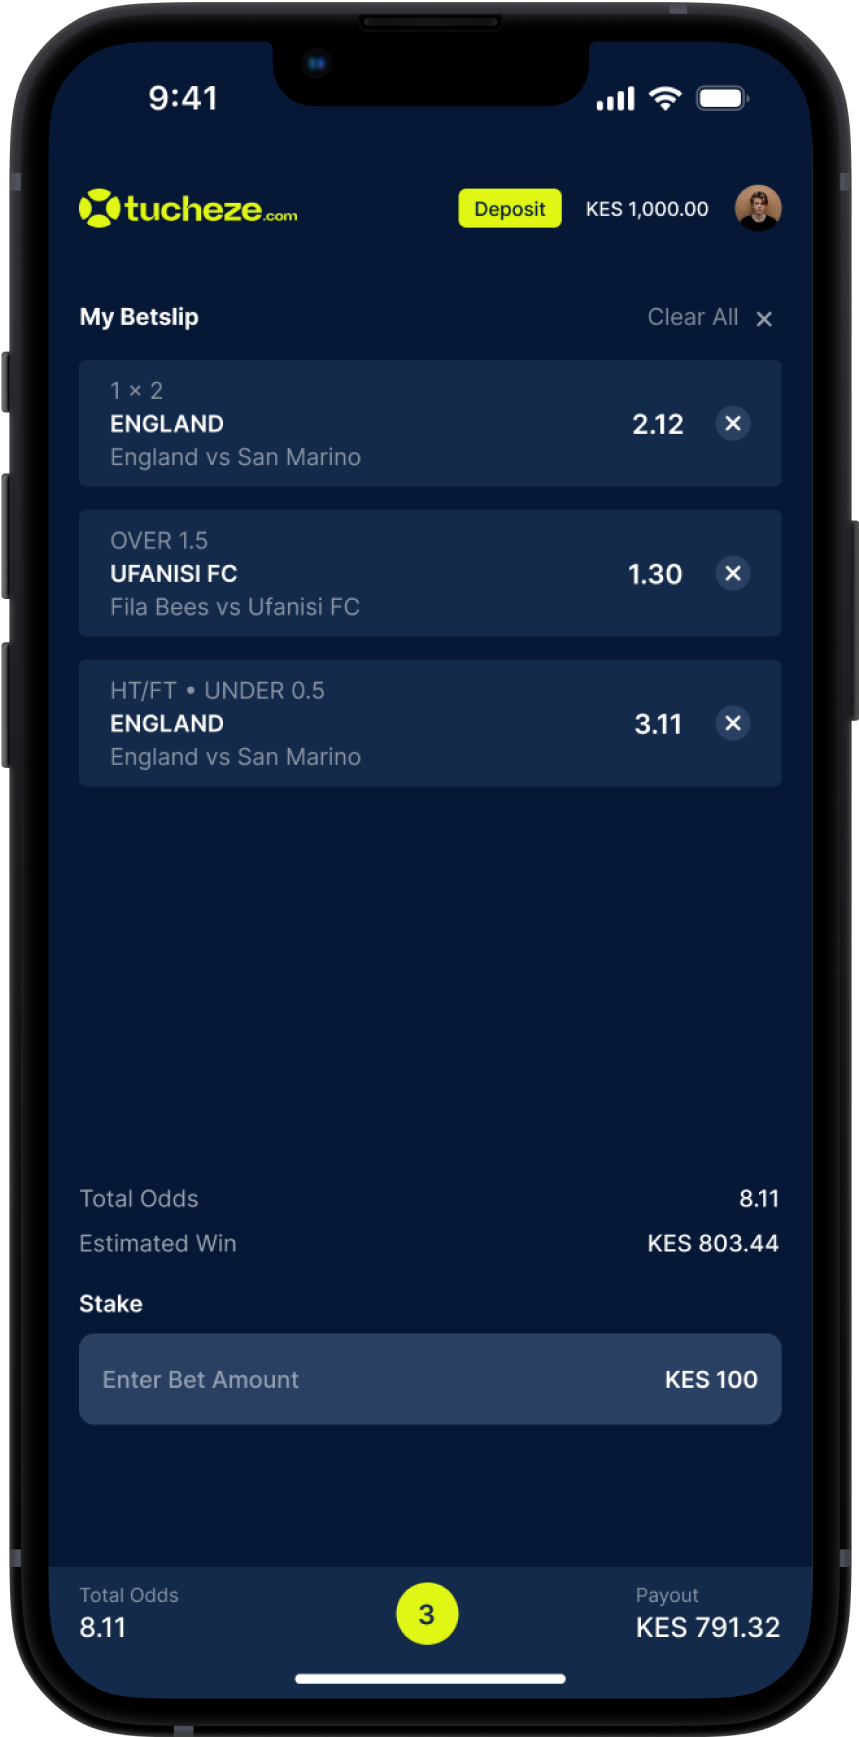 9:41
tucheze.com
Deposit
KES 1,000.00
My Betslip
Clear All ×
1 × 2
ENGLAND
England vs San Marino
2.12
OVER 1.5
UFANISI FC
Fila Bees vs Ufanisi FC
1.30
HT/FT • UNDER 0.5
ENGLAND
England vs San Marino
3.11
Total Odds 8.11
Estimated Win KES 803.44
Stake
Enter Bet Amount KES 100
Total Odds
8.11
3
Payout
KES 791.32